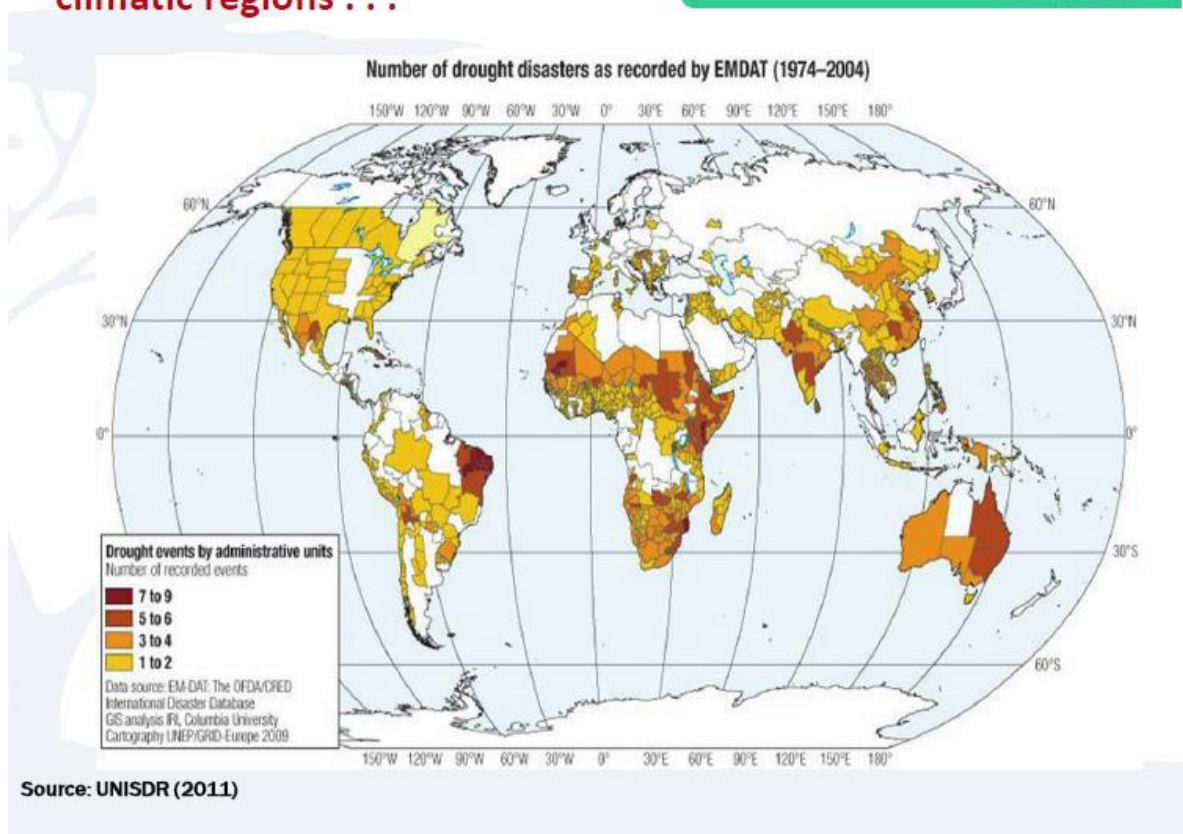 climatic regions . . .
Number of drought disasters as recorded by EMDAT (1974–2004)
150°W 120°W 90°W 60°W 30°W 0° 30°E 60°E 90°E 120°E 150°E 180°
60°N 60°N
30°N 30°N
0° 0°
30°S
60°S
Drought events by administrative units
Number of recorded events
7 to 9
5 to 6
3 to 4
1 to 2
Data source: EM-DAT: The OFDA/CRED
International Disaster Database
GIS analysis IRI, Columbia University
Cartography UNEP/GRID-Europe 2009
150°W 120°W 90°W 60°W 30°W 0° 30°E 60°E 90°E 120°E 150°E 180°
Source: UNISDR (2011)